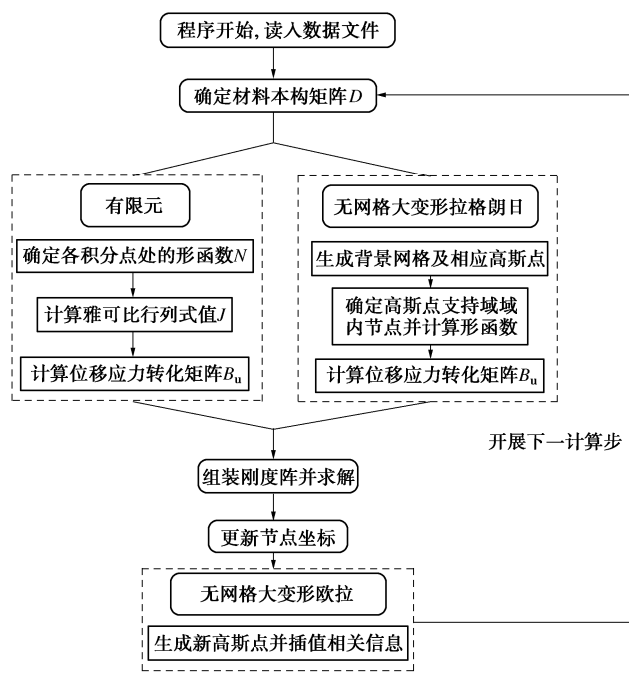 程序开始,读入数据文件
确定材料本构矩阵D
有限元
确定各积分点处的形函数N
计算雅可比行列式值J
计算位移应力转化矩阵Bu
无网格大变形拉格朗日
生成背景网格及相应高斯点
确定高斯点支持域域
内节点并计算形函数
计算位移应力转化矩阵Bu
开展下一计算步
组装刚度阵并求解
更新节点坐标
无网格大变形欧拉
生成新高斯点并插值相关信息